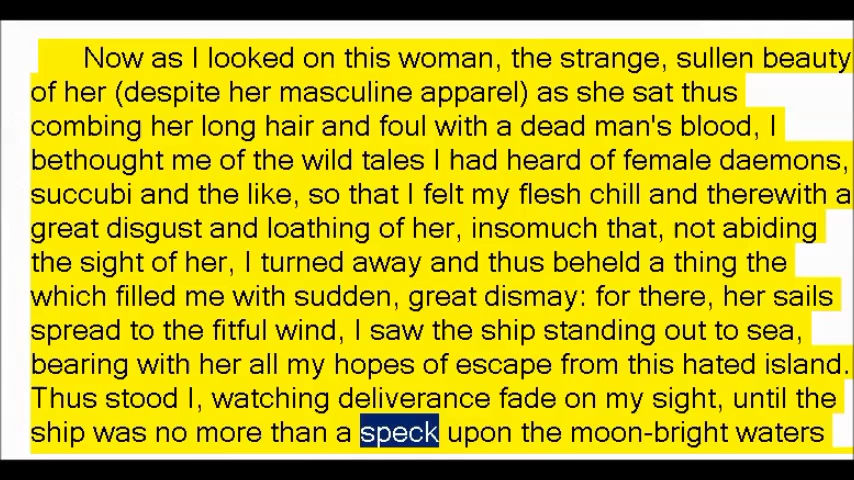 Now as I looked on this woman, the strange, sullen beauty
of her (despite her masculine apparel) as she sat thus
combing her long hair and foul with a dead man's blood, I
bethought me of the wild tales I had heard of female daemons,
succubi and the like, so that I felt my flesh chill and therewith a
great disgust and loathing of her, insomuch that, not abiding
the sight of her, I turned away and thus beheld a thing the
which filled me with sudden, great dismay: for there, her sails
spread to the fitful wind, I saw the ship standing out to sea,
bearing with her all my hopes of escape from this hated island.
Thus stood I, watching deliverance fade on my sight, until the
ship was no more than a speck upon the moon-bright waters